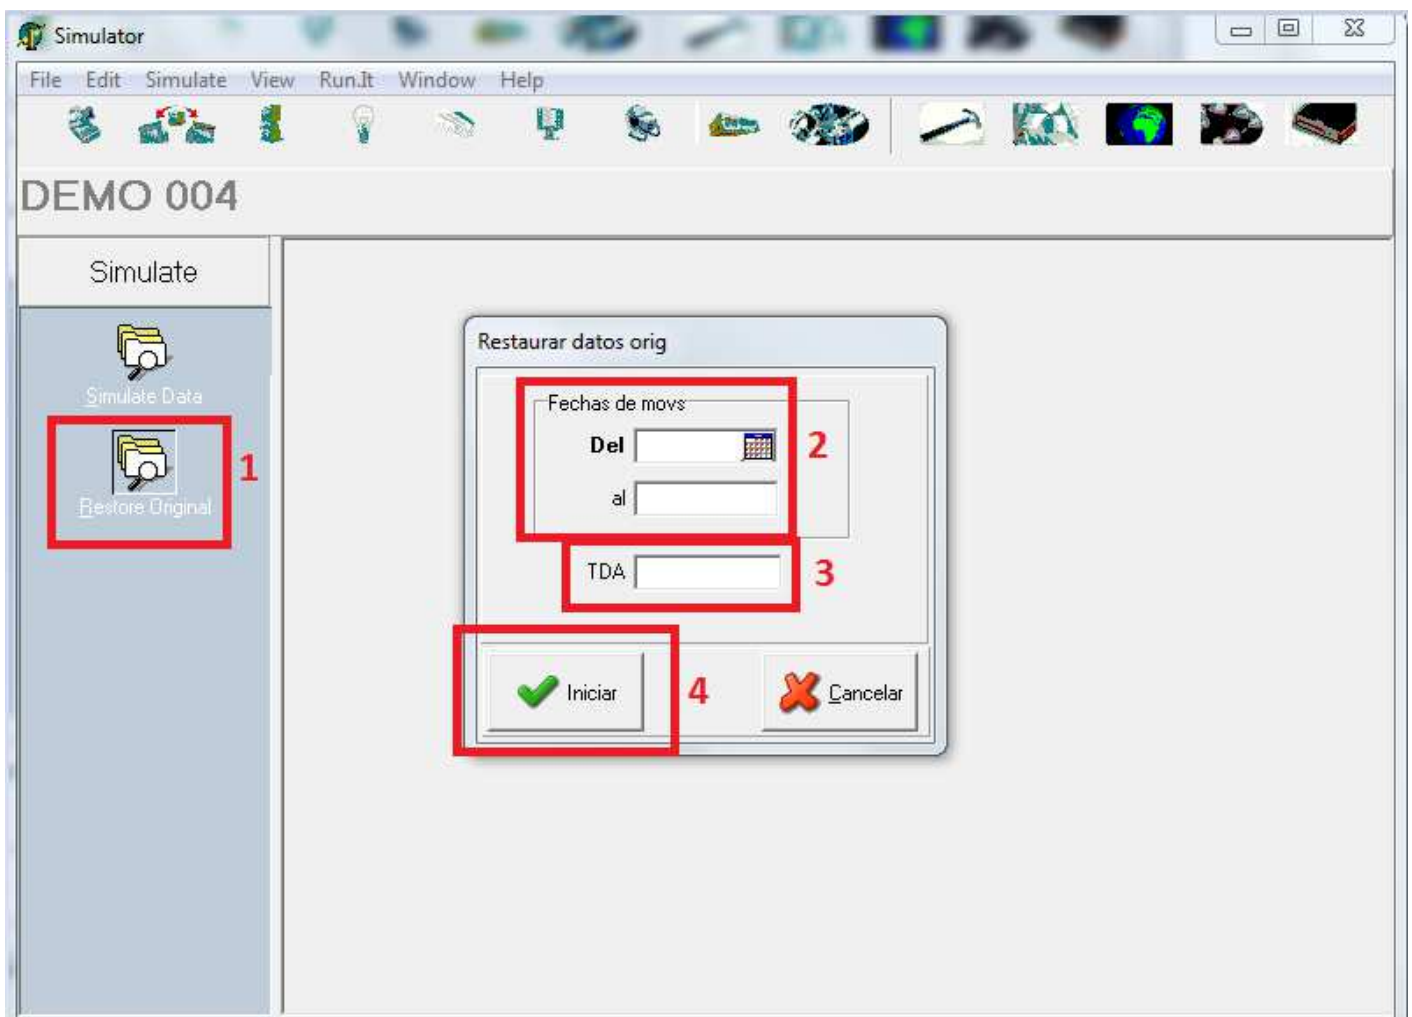 Simulator
File Edit Simulate View Run.It Window Help
DEMO 004
Simulate
Simulate Data
1
Restore Original
Restaurar datos orig
Fechas de movs
Del
2
al
TDA
3
Iniciar
4
Cancelar